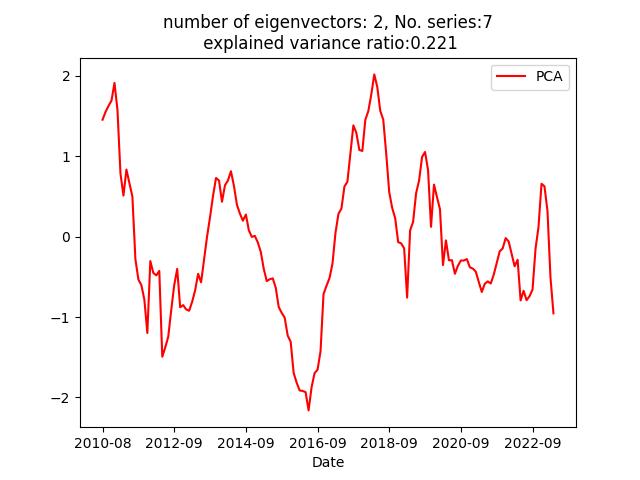 number of eigenvectors: 2, No. series:7
explained variance ratio:0.221
PCA
2
1
0
−1
−2
2010-08 2012-09 2014-09 2016-09 2018-09 2020-09 2022-09
Date